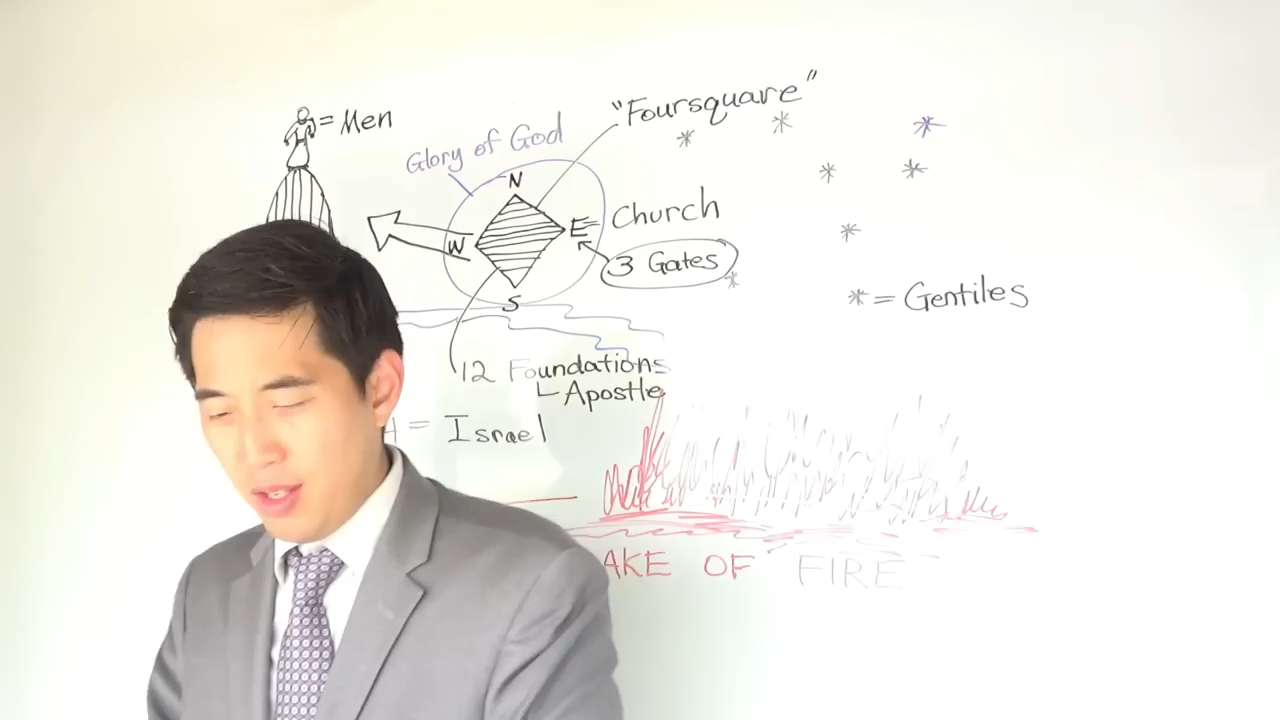 "Foursquare"
= Men
Glory of God
N
W
E = Church
3 Gates
S
* = Gentiles
12 Foundations
Apostle
= Israel
AKE OF FIRE